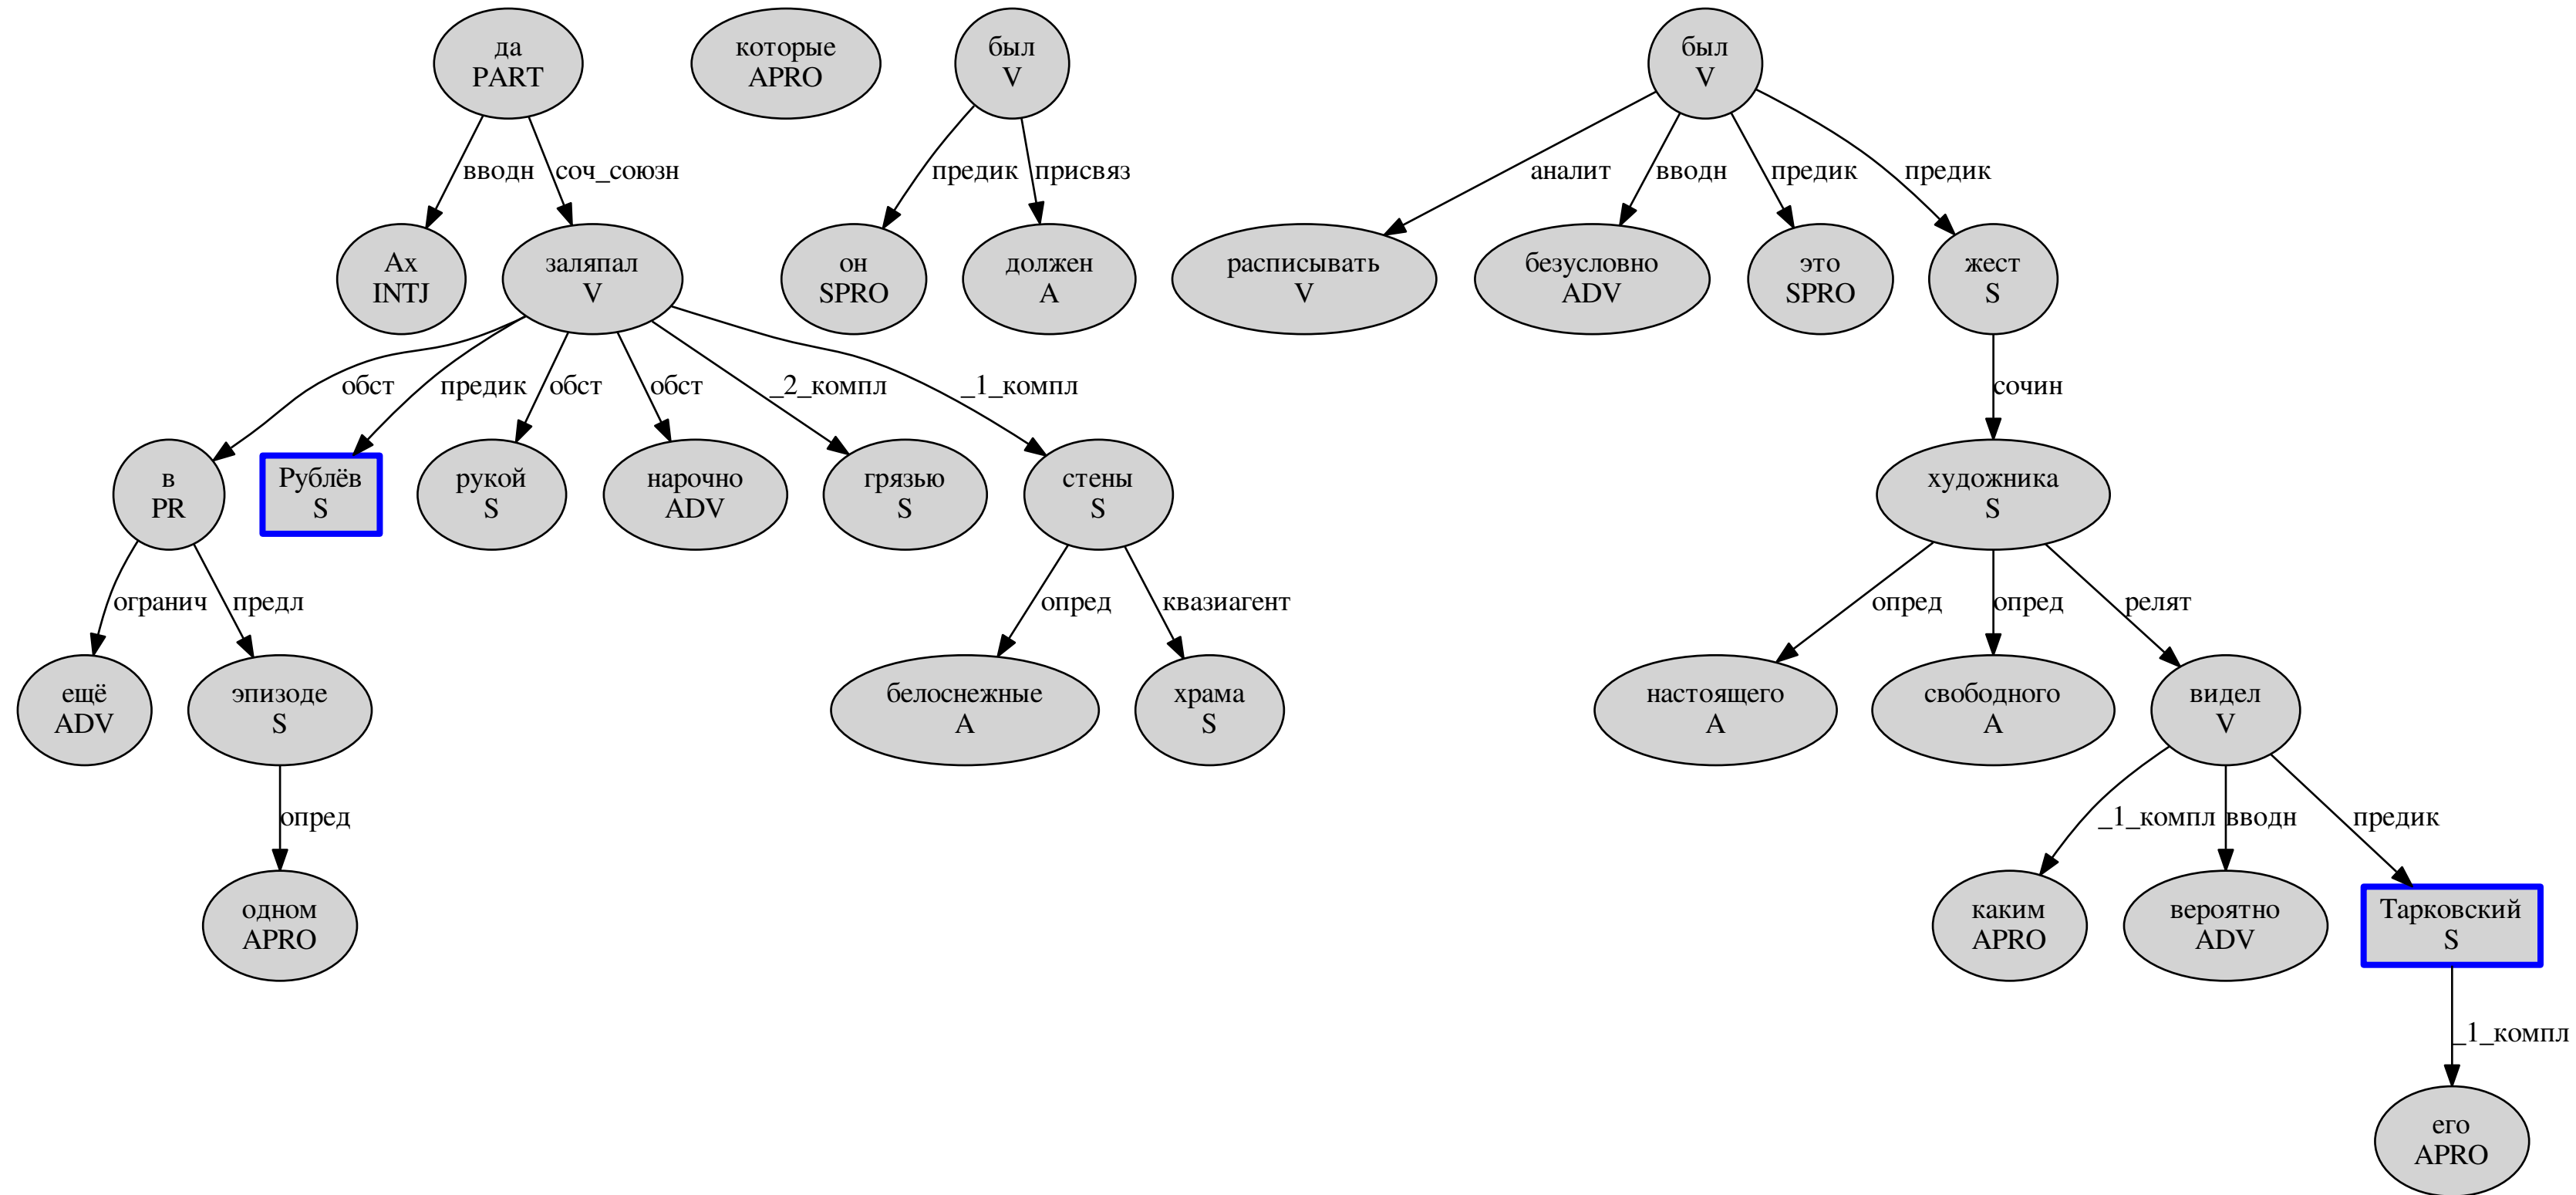 да
PART
которые
APRO
был
V
был
V
вводн
соч_союзн
предик
присвяз
аналит
вводн
предик
предик
Ах
INTJ
заляпал
V
он
SPRO
должен
A
расписывать
V
безусловно
ADV
это
SPRO
жест
S
обст
предик
обст
обст
_2_компл
_1_компл
сочин
в
PR
Рублёв
S
рукой
S
нарочно
ADV
грязью
S
стены
S
художника
S
огранич
предл
опред
квазиагент
опред
опред
релят
ещё
ADV
эпизоде
S
белоснежные
A
храма
S
настоящего
A
свободного
A
видел
V
опред
_1_компл
вводн
предик
одном
APRO
каким
APRO
вероятно
ADV
Тарковский
S
_1_компл
его
APRO